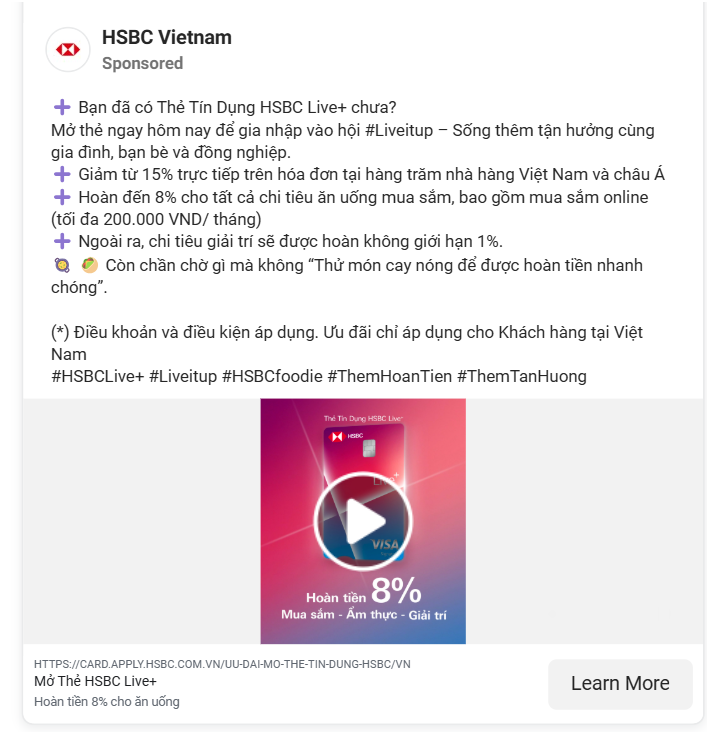 HSBC Vietnam
Sponsored
Bạn đã có Thẻ Tín Dụng HSBC Live+ chưa?
Mở thẻ ngay hôm nay để gia nhập vào hội #Liveitup – Sống thêm tận hưởng cùng
gia đình, bạn bè và đồng nghiệp.
Giảm từ 15% trực tiếp trên hóa đơn tại hàng trăm nhà hàng Việt Nam và châu Á
Hoàn đến 8% cho tất cả chi tiêu ăn uống mua sắm, bao gồm mua sắm online
(tối đa 200.000 VND/ tháng)
Ngoài ra, chi tiêu giải trí sẽ được hoàn không giới hạn 1%.
Còn chần chờ gì mà không “Thử món cay nóng để được hoàn tiền nhanh
chóng”.
(*) Điều khoản và điều kiện áp dụng. Ưu đãi chỉ áp dụng cho Khách hàng tại Việt
Nam
#HSBCLive+ #Liveitup #HSBCfoodie #ThemHoanTien #ThemTanHuong
Thẻ Tín Dụng HSBC Live+
HSBC
Live+
VISA
Hoàn tiền 8%
Mua sắm - Ẩm thực - Giải trí
HTTPS://CARD.APPLY.HSBC.COM.VN/UU-DAI-MO-THE-TIN-DUNG-HSBC/VN
Mở Thẻ HSBC Live+
Hoàn tiền 8% cho ăn uống
Learn More